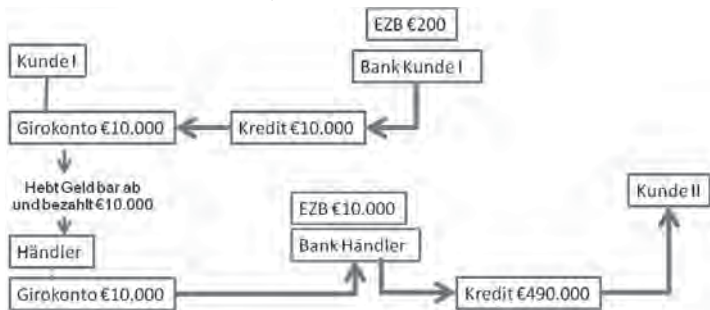 EZB €200
Kunde I
Bank Kunde I
Girokonto €10.000
Kredit €10.000
Hebt Geld bar ab
und bezahlt €10.000
Kunde II
EZB €10.000
Händler
Bank Händler
Girokonto €10,000
Kredit €490.000